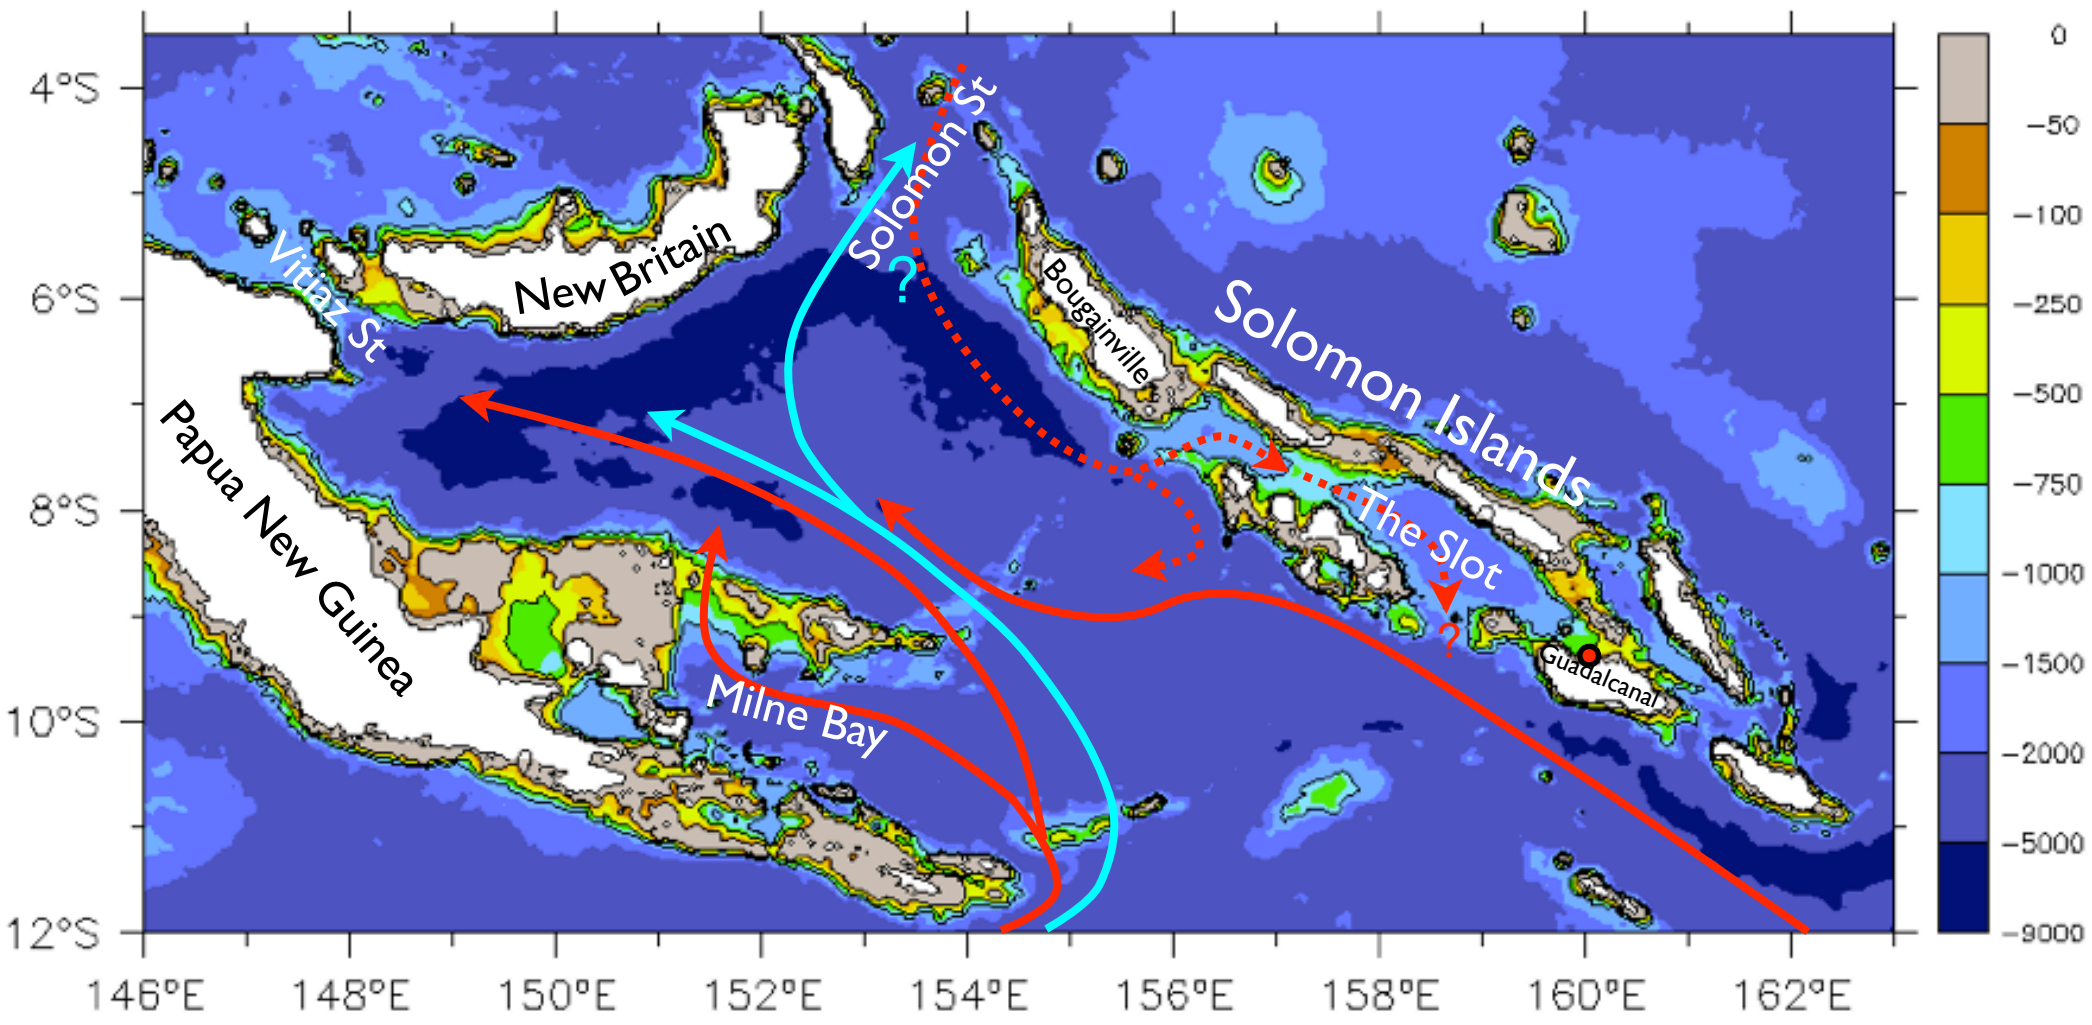 4°S
6°S
8°S
10°S
12°S
146°E
148°E
150°E
152°E
154°E
156°E
158°E
160°E
162°E
0
−50
−100
−250
−500
−750
−1000
−1500
−2000
−5000
−9000
Solomon St
?
Vitiaz St
New Britain
Bougainville
Solomon Islands
Papua New Guinea
The Slot
?
Guadalcanal
Milne Bay